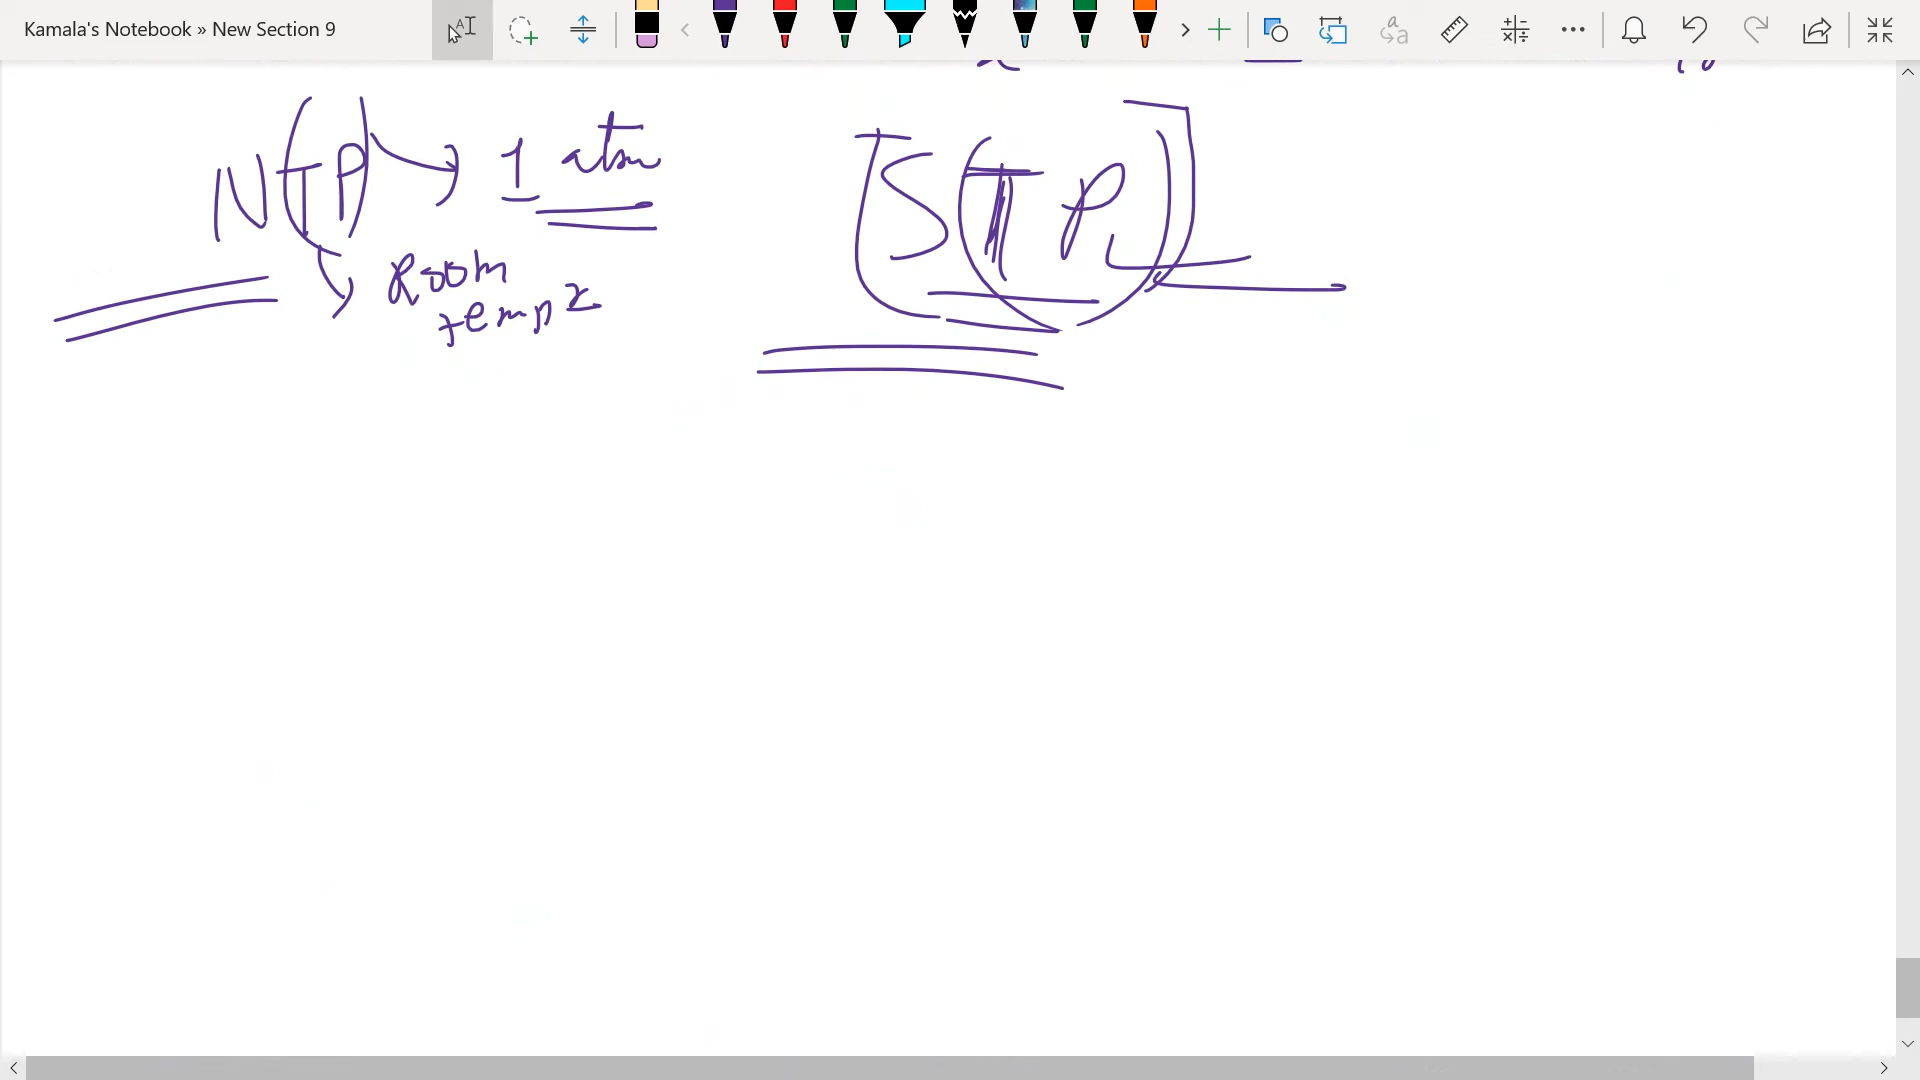 Kamala's Notebook » New Section 9
NTP → 1 atm
Room
temp
STP